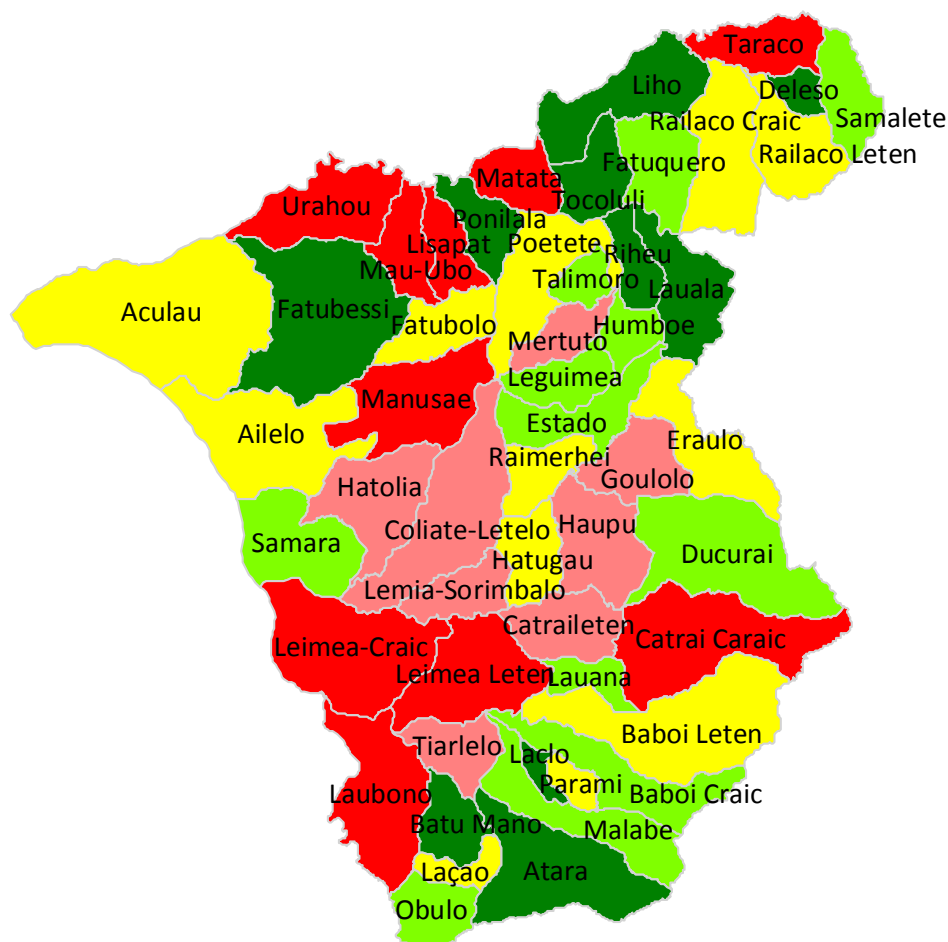 Taraco
Liho
Deleso
Samalete
Railaco Craic
Railaco Leten
Fatuquero
Matata
Tocoluli
Urahou
Ponilala
Lisapat
Poetete
Riheu
Mau-Ubo
Talimoro
Lauala
Aculau
Fatubessi
Fatubolo
Humboe
Mertuto
Leguimea
Manusae
Estado
Ailelo
Eraulo
Raimerhei
Goulolo
Hatolia
Coliate-Letelo
Haupu
Samara
Ducurai
Hatugau
Lemia-Sorimbalo
Catraileten
Leimea-Craic
Catrai Caraic
Leimea Leten
Lauana
Baboi Leten
Tiarlelo
Laclo
Parami
Laubono
Baboi Craic
Batu Mano
Malabe
Laçao
Atara
Obulo